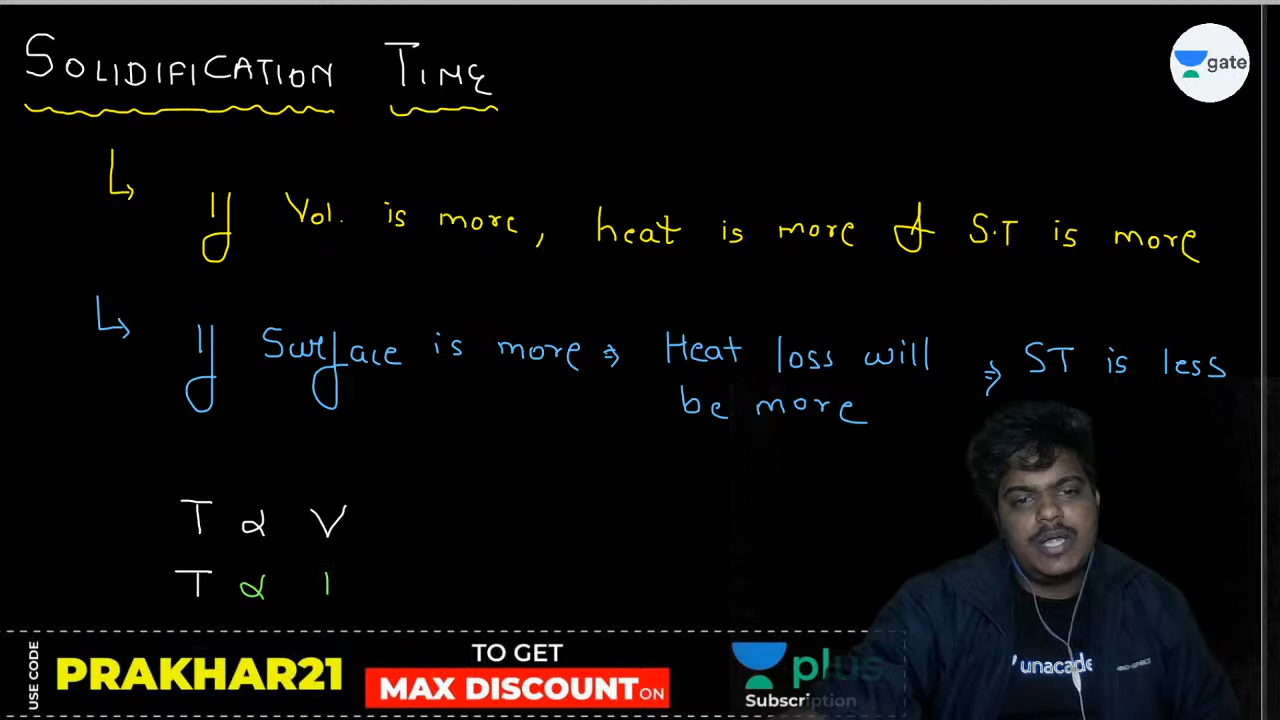 SOLIDIFICATION TIME
gate
↳ If Vol. is more, heat is more & S.T is more
↳ If Surface is more ⇒ Heat loss will be more ⇒ ST is less
T α V
T α 1
USE CODE
PRAKHAR21
TO GET
MAX DISCOUNT ON
plus
Subscription
unacade